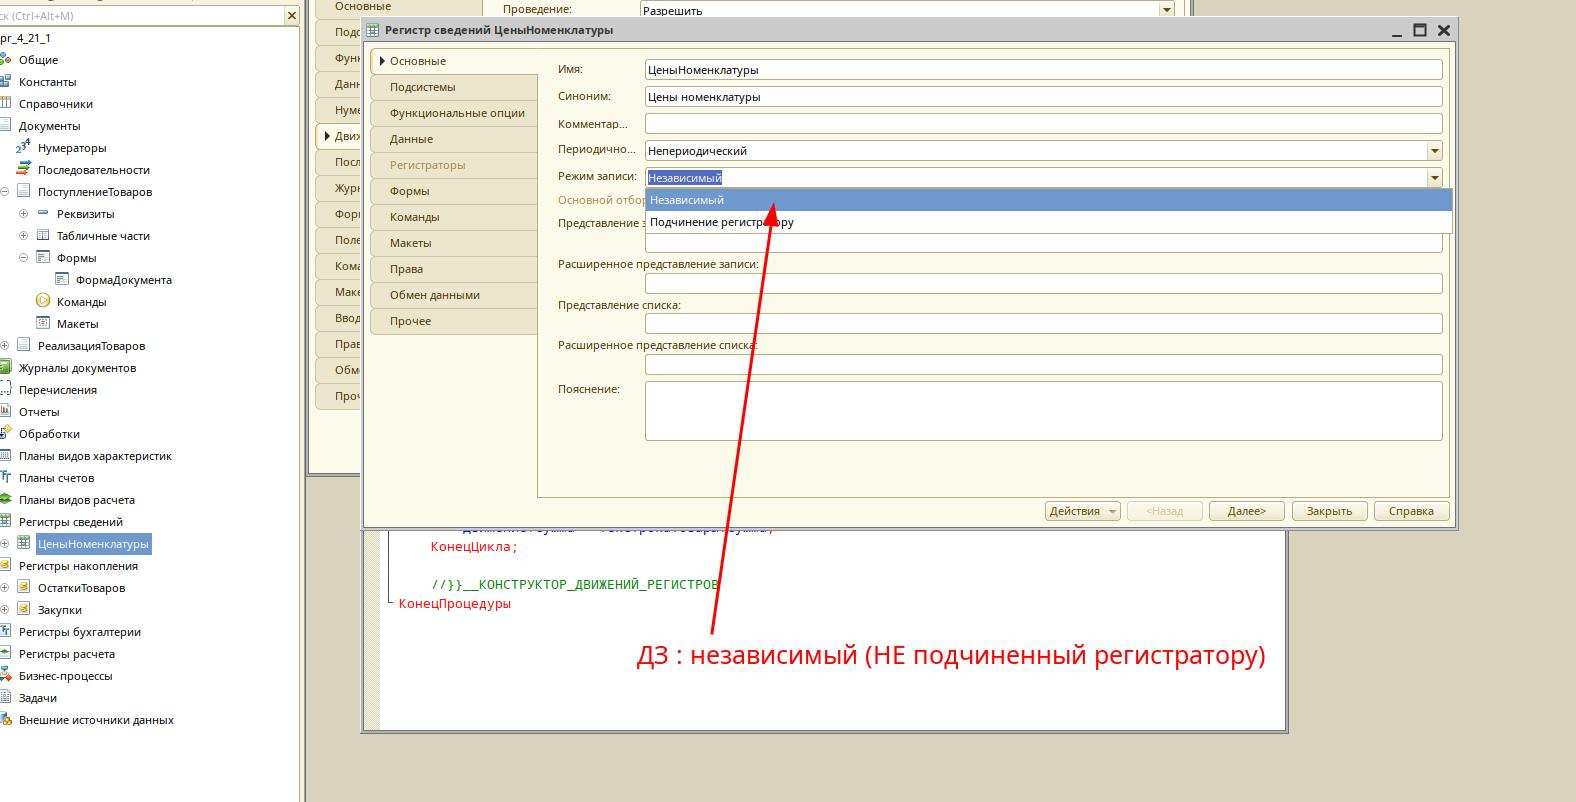 ск (Ctrl+Alt+M)
pr_4_21_1
Общие
Константы
Справочники
Документы
Нумераторы
Последовательности
ПоступлениеТоваров
Реквизиты
Табличные части
Формы
ФормаДокумента
Команды
Макеты
РеализацияТоваров
Журналы документов
Перечисления
Отчеты
Обработки
Планы видов характеристик
Планы счетов
Планы видов расчета
Регистры сведений
ЦеныНоменклатуры
Регистры накопления
ОстаткиТоваров
Закупки
Регистры бухгалтерии
Регистры расчета
Бизнес-процессы
Задачи
Внешние источники данных
Основные
Подс
Функ
Данн
Нуме
Движ
Посл
Журн
Фор
Поле
Кома
Маке
Ввод
Прав
Обм
Проч
Проведение:
Разрешить
Регистр сведений ЦеныНоменклатуры
Основные
Подсистемы
Функциональные опции
Данные
Регистраторы
Формы
Команды
Макеты
Права
Обмен данными
Прочее
Имя:
ЦеныНоменклатуры
Синоним:
Цены номенклатуры
Комментар...
Периодично...
Непериодический
Режим записи:
Независимый
Основной отбор
Независимый
Подчинение регистратору
Представление з
Расширенное представление записи:
Представление списка:
Расширенное представление списка:
Пояснение:
Действия
<Назад
Далее>
Закрыть
Справка
КонецЦикла;
//}}__КОНСТРУКТОР_ДВИЖЕНИЙ_РЕГИСТРОВ
КонецПроцедуры
ДЗ : независимый (НЕ подчиненный регистратору)